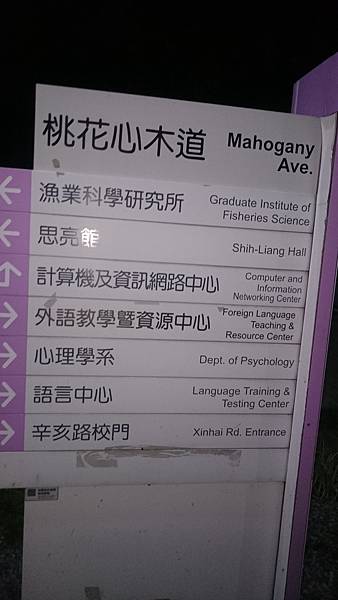 桃花心木道 Mahogany
Ave.
← 漁業科學研究所 Graduate Institute of
Fisheries Science
← 思亮館 Shih-Liang Hall
↑ 計算機及資訊網路中心 Computer and
Information
Networking Center
→ 外語教學暨資源中心 Foreign Language
Teaching &
Resource Center
→ 心理學系 Dept. of Psychology
→ 語言中心 Language Training &
Testing Center
→ 辛亥路校門 Xinhai Rd. Entrance